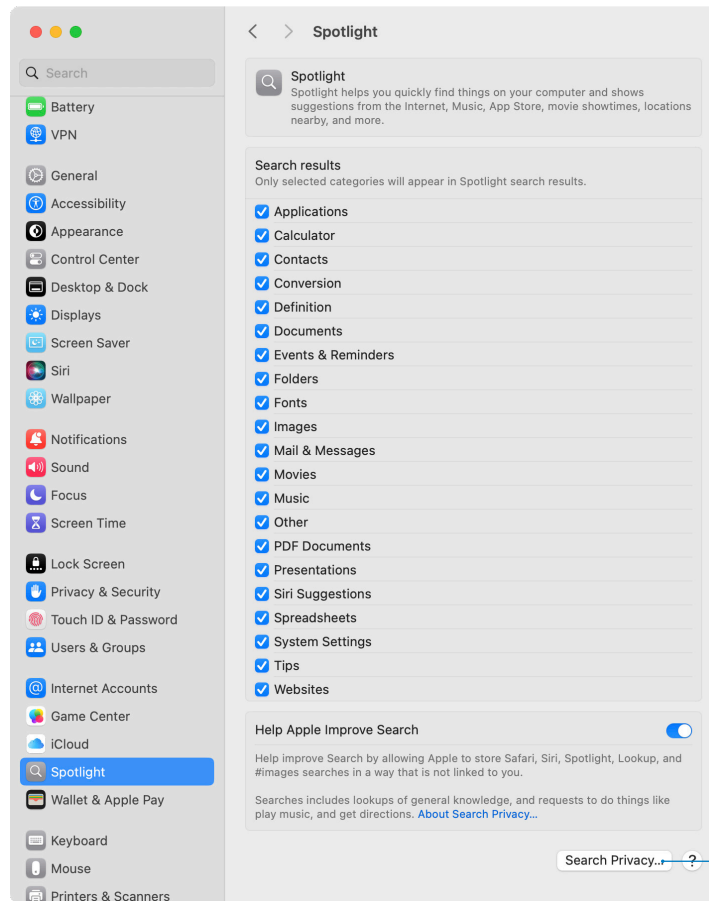 Spotlight
Search
Battery
VPN
General
Accessibility
Appearance
Control Center
Desktop & Dock
Displays
Screen Saver
Siri
Wallpaper
Notifications
Sound
Focus
Screen Time
Lock Screen
Privacy & Security
Touch ID & Password
Users & Groups
Internet Accounts
Game Center
iCloud
Spotlight
Wallet & Apple Pay
Keyboard
Mouse
Printers & Scanners
Spotlight
Spotlight helps you quickly find things on your computer and shows
suggestions from the Internet, Music, App Store, movie showtimes, locations
nearby, and more.
Search results
Only selected categories will appear in Spotlight search results.
Applications
Calculator
Contacts
Conversion
Definition
Documents
Events & Reminders
Folders
Fonts
Images
Mail & Messages
Movies
Music
Other
PDF Documents
Presentations
Siri Suggestions
Spreadsheets
System Settings
Tips
Websites
Help Apple Improve Search
Help improve Search by allowing Apple to store Safari, Siri, Spotlight, Lookup, and
#images searches in a way that is not linked to you.
Searches includes lookups of general knowledge, and requests to do things like
play music, and get directions. About Search Privacy...
Search Privacy... ?